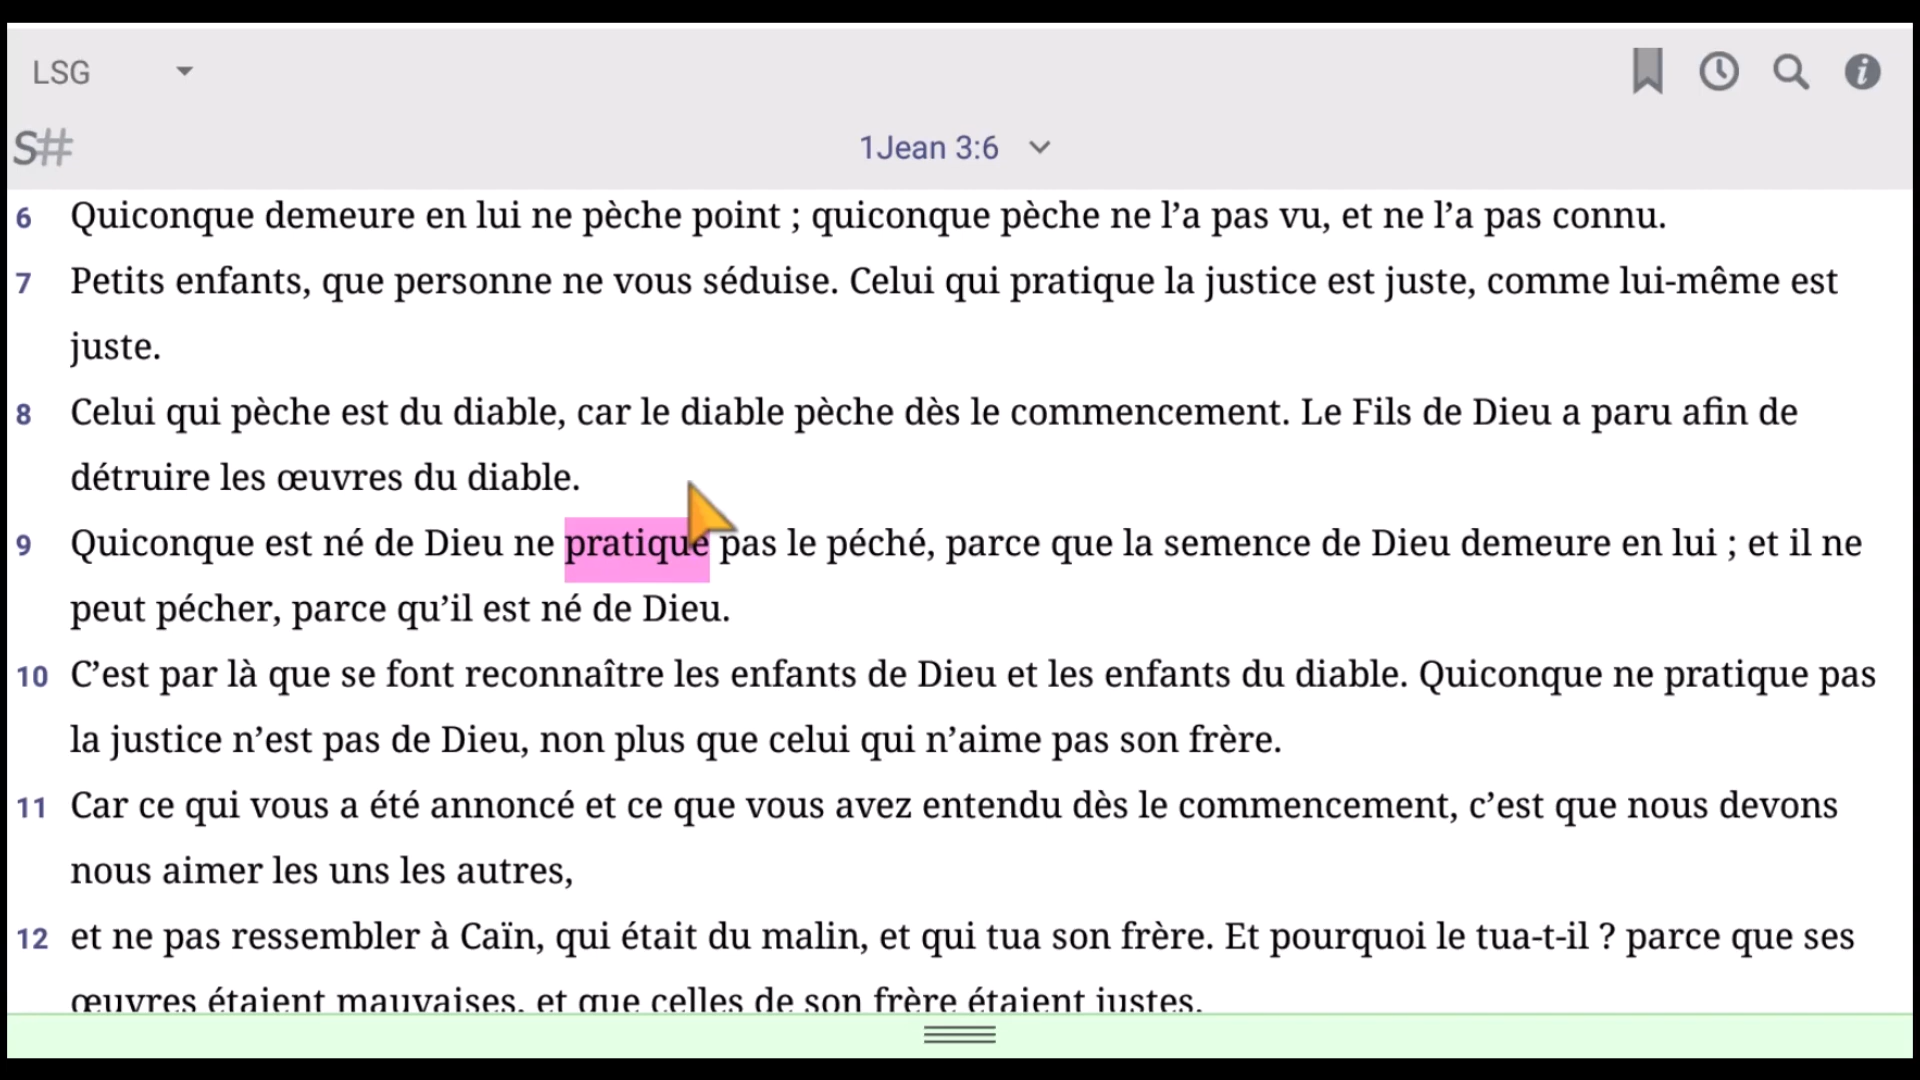 LSG
S# 1Jean 3:6
6 Quiconque demeure en lui ne pèche point ; quiconque pèche ne l’a pas vu, et ne l’a pas connu.
7 Petits enfants, que personne ne vous séduise. Celui qui pratique la justice est juste, comme lui-même est
juste.
8 Celui qui pèche est du diable, car le diable pèche dès le commencement. Le Fils de Dieu a paru afin de
détruire les œuvres du diable.
9 Quiconque est né de Dieu ne pratique pas le péché, parce que la semence de Dieu demeure en lui ; et il ne
peut pécher, parce qu’il est né de Dieu.
10 C’est par là que se font reconnaître les enfants de Dieu et les enfants du diable. Quiconque ne pratique pas
la justice n’est pas de Dieu, non plus que celui qui n’aime pas son frère.
11 Car ce qui vous a été annoncé et ce que vous avez entendu dès le commencement, c’est que nous devons
nous aimer les uns les autres,
12 et ne pas ressembler à Caïn, qui était du malin, et qui tua son frère. Et pourquoi le tua-t-il ? parce que ses
œuvres étaient mauvaises, et que celles de son frère étaient justes.